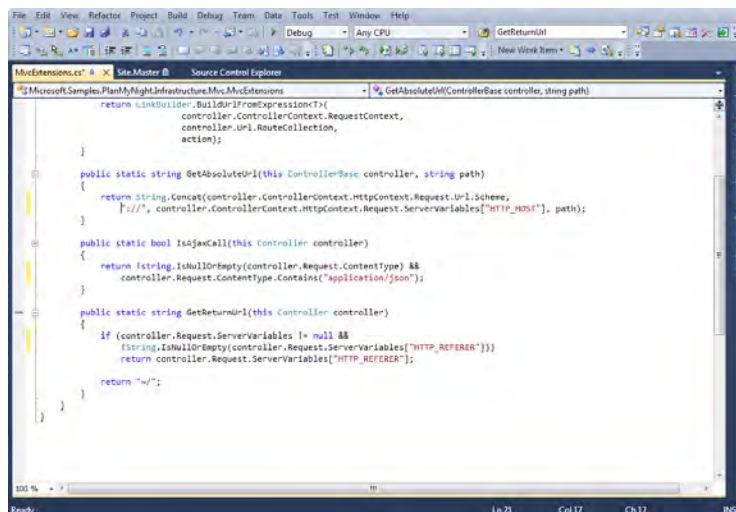 File Edit View Refactor Project Build Debug Team Data Tools Test Window Help
Debug Any CPU GetReturnUrl
New Work Item
MvcExtensions.cs* Site.Master Source Control Explorer
Microsoft.Samples.PlanMyNight.Infrastructure.Mvc.MvcExtensions GetAbsoluteUrl(ControllerBase controller, string path)
return LinkBuilder.BuildUrlFromExpression<T>(
controller.ControllerContext.RequestContext,
controller.Url.RouteCollection,
action);
}
public static string GetAbsoluteUrl(this ControllerBase controller, string path)
{
return String.Concat(controller.ControllerContext.HttpContext.Request.Url.Scheme,
"://", controller.ControllerContext.HttpContext.Request.ServerVariables["HTTP_HOST"], path);
}
public static bool IsAjaxCall(this Controller controller)
{
return !string.IsNullOrEmpty(controller.Request.ContentType) &&
controller.Request.ContentType.Contains("application/json");
}
public static string GetReturnUrl(this Controller controller)
{
if (controller.Request.ServerVariables != null &&
!String.IsNullOrEmpty(controller.Request.ServerVariables["HTTP_REFERER"]))
return controller.Request.ServerVariables["HTTP_REFERER"];
return "~/";
}
}
}
100 %
Ready Ln 21 Col 17 Ch 17 INS